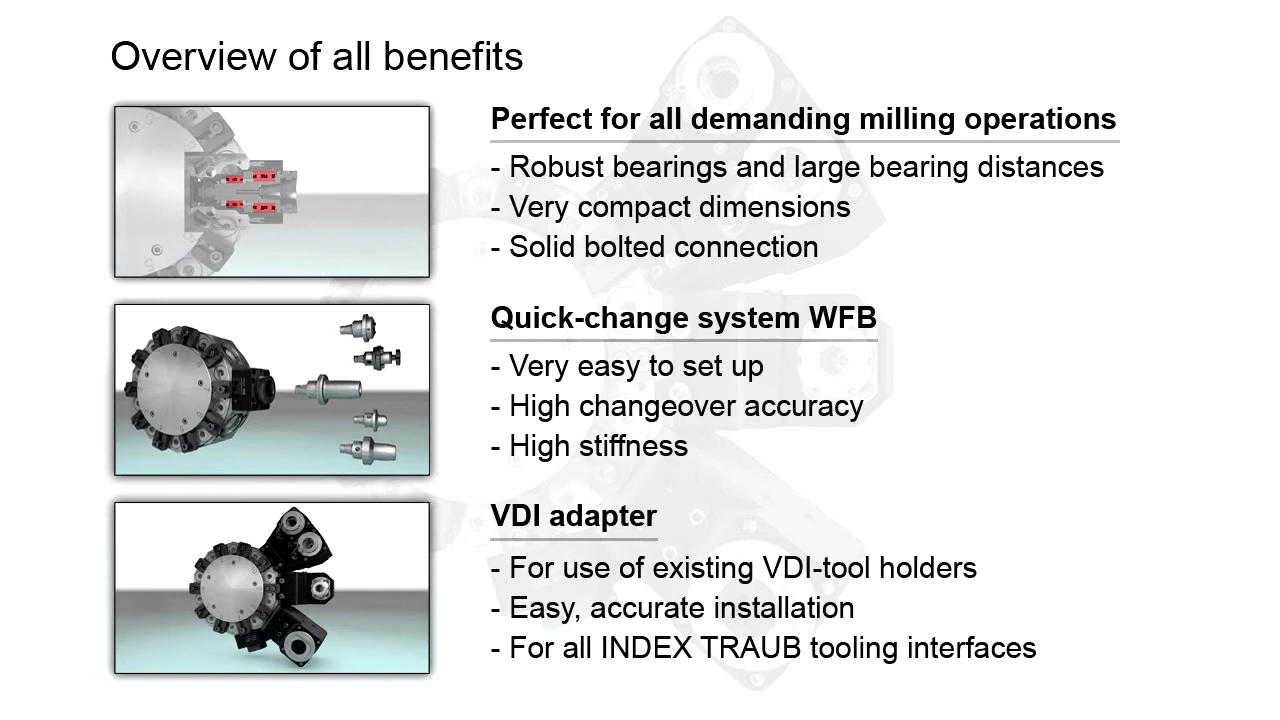 Overview of all benefits
Perfect for all demanding milling operations
- Robust bearings and large bearing distances
- Very compact dimensions
- Solid bolted connection
Quick-change system WFB
- Very easy to set up
- High changeover accuracy
- High stiffness
VDI adapter
- For use of existing VDI-tool holders
- Easy, accurate installation
- For all INDEX TRAUB tooling interfaces